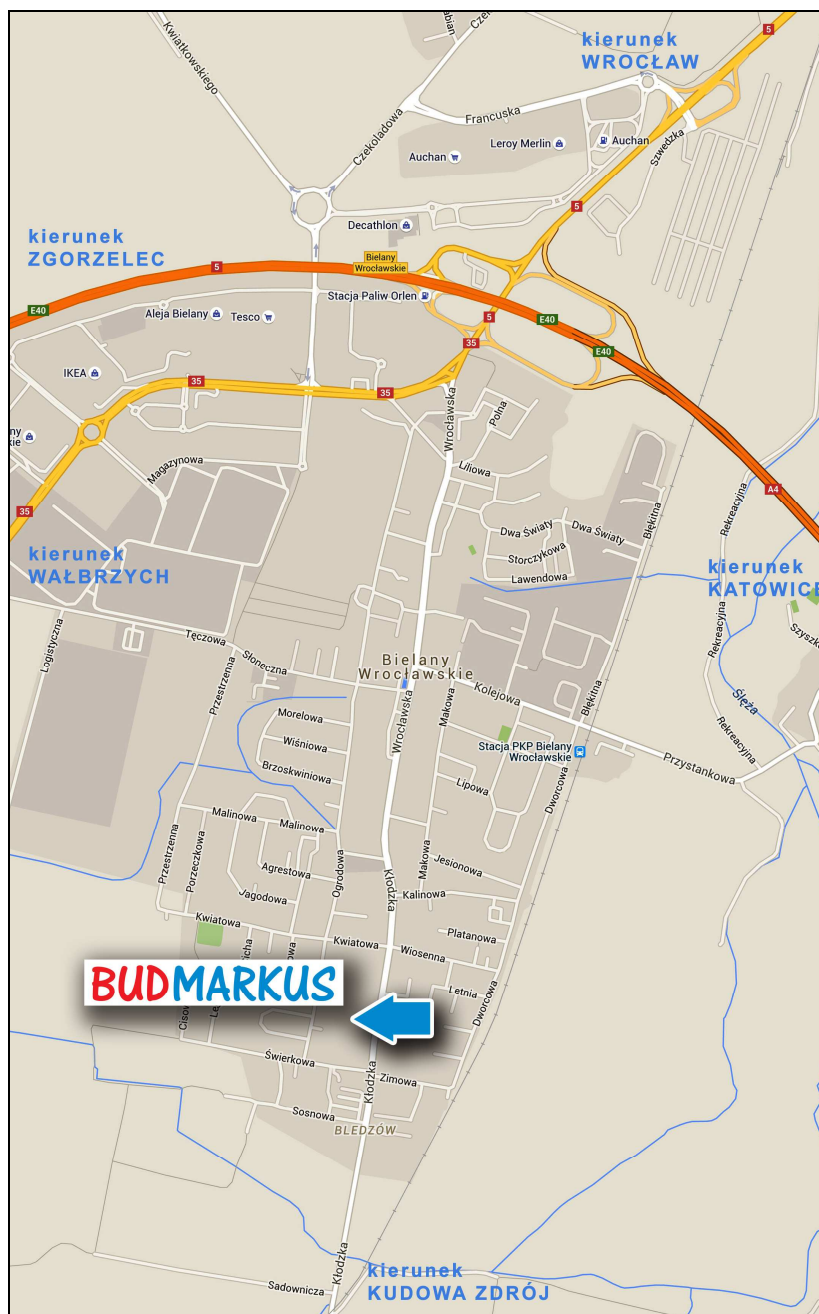 kierunek
WROCŁAW
5
Kwiatkowskiego
Czekoladowa
Francuska
Leroy Merlin
Auchan
Auchan
Szwedzka
5
kierunek
ZGORZELEC
Decathlon
5
Bielany
Wrocławskie
E40
Aleja Bielany
Tesco
Stacja Paliw Orlen
5
E40
35
E40
IKEA
35
35
Wrocławska
Polna
Magazynowa
Liliowa
A4
Rekreacyjna
35
Dwa Światy
Dwa Światy
Błękitna
Storczykowa
Lawendowa
kierunek
WAŁBRZYCH
kierunek
KATOWICE
Logistyczna
Tęczowa
Słoneczna
Przestrzenna
Bielany
Wrocławskie
Rekreacyjna
Kolejowa
Makowa
Błękitna
Ślęża
Wrocławska
Morelowa
Wiśniowa
Brzoskwiniowa
Stacja PKP Bielany
Wrocławskie
Rekreacyjna
Przystankowa
Lipowa
Dworcowa
Malinowa
Malinowa
Przestrzenna
Porzeczkowa
Agrestowa
Ogrodowa
Makowa
Jesionowa
Jagodowa
Kłodzka
Kalinowa
Kwiatowa
Kwiatowa
Platanowa
Wiosenna
BUDMARKUS
Letnia
Dworcowa
Świerkowa
Kłodzka
Zimowa
Sosnowa
BLEDZÓW
Sadownicza
Kłodzka
kierunek
KUDOWA ZDRÓJ